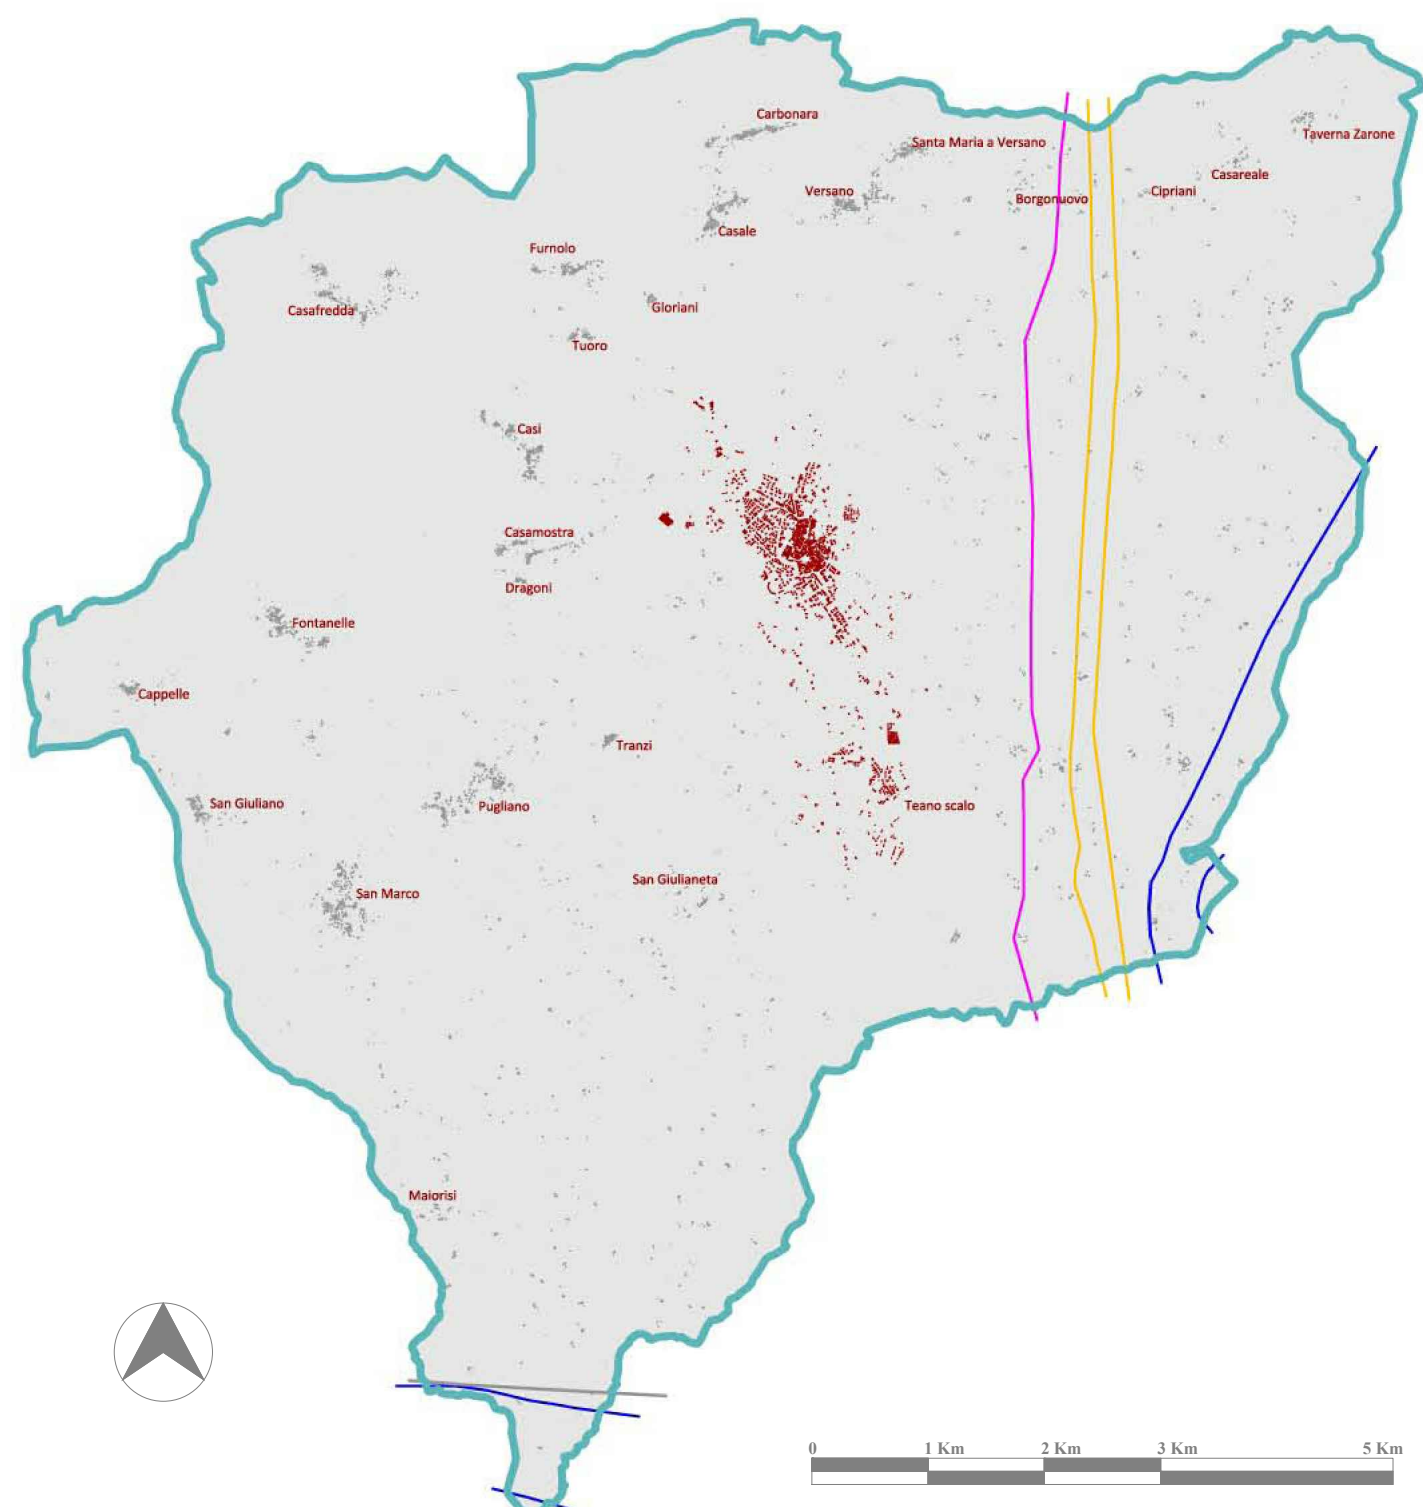 Carbonara
Taverna Zarone
Santa Maria a Versano
Casareale
Versano
Cipriani
Borgonuovo
Casale
Furnolo
Gloriani
Casafredda
Tuoro
Casi
Casamostra
Dragoni
Fontanelle
Cappelle
Tranzi
San Giuliano
Pugliano
Teano scalo
San Giulianeta
San Marco
Maiorisi
0 1 Km 2 Km 3 Km 5 Km